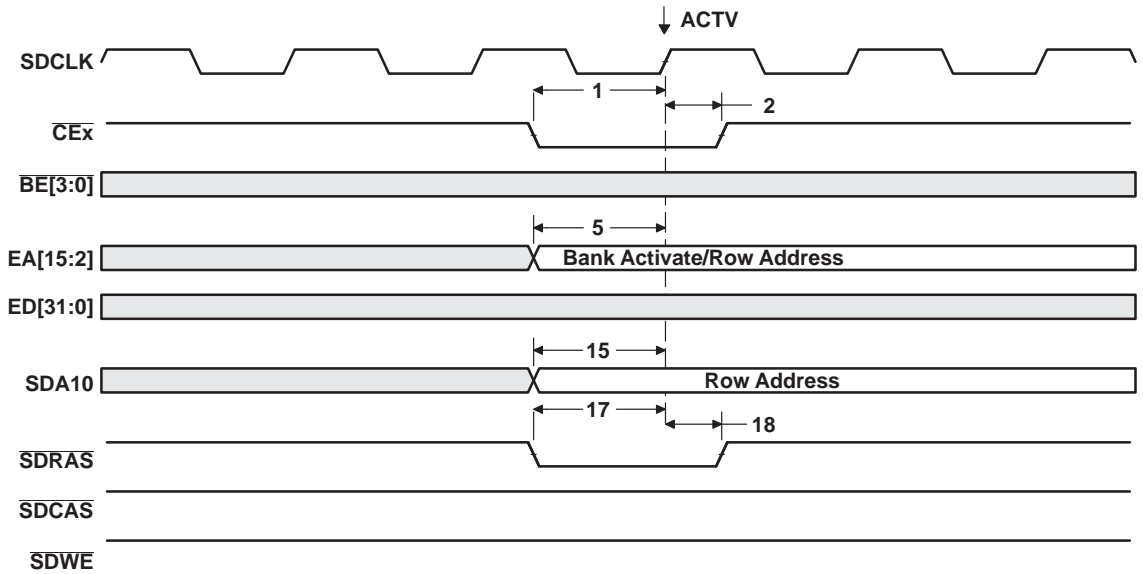 ACTV
SDCLK
1
2
CEx
BE[3:0]
5
EA[15:2]
Bank Activate/Row Address
ED[31:0]
15
SDA10
Row Address
17
18
SDRAS
SDCAS
SDWE